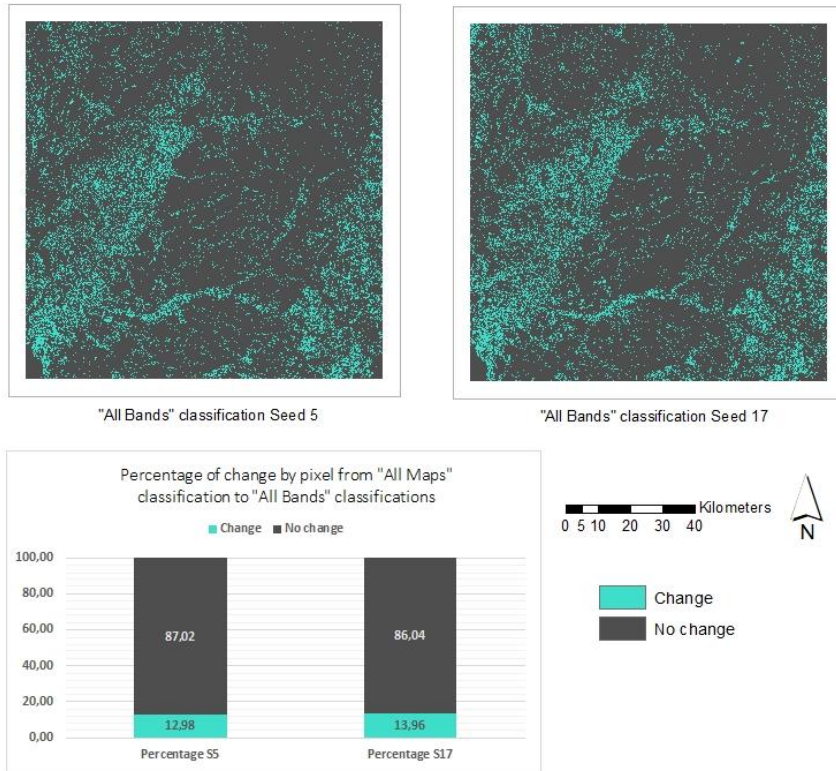 "All Bands" classification Seed 5
"All Bands" classification Seed 17
Percentage of change by pixel from "All Maps"
classification to "All Bands" classifications
Change No change
100,00
80,00
60,00
40,00
20,00
0,00
87,02
86,04
12,98
13,96
Percentage S5
Percentage S17
Kilometers
0 5 10 20 30 40
N
Change
No change